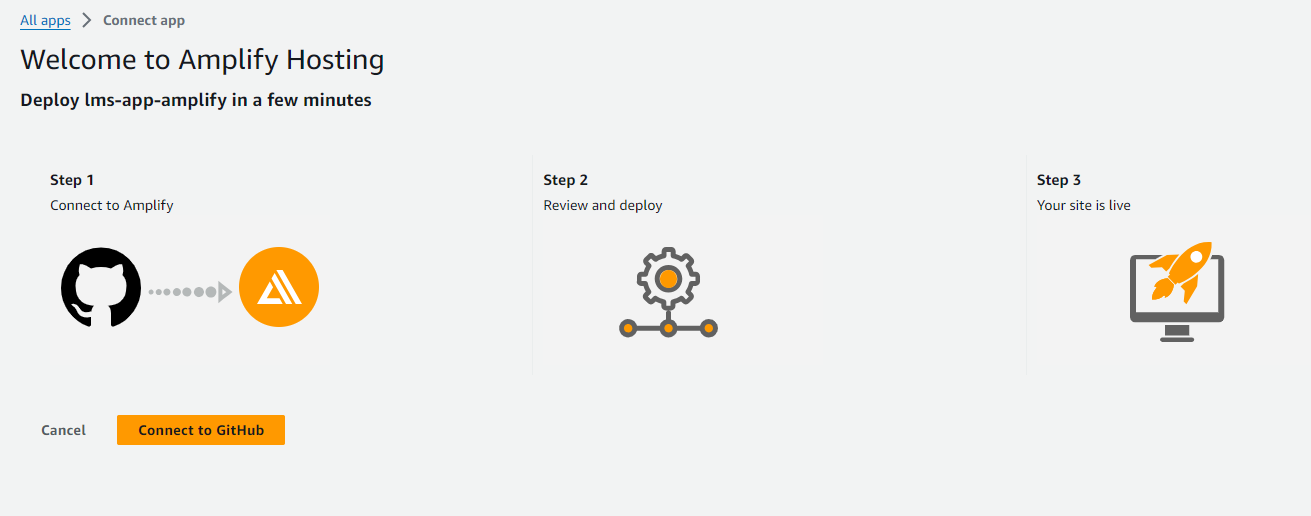 All apps > Connect app
Welcome to Amplify Hosting
Deploy lms-app-amplify in a few minutes
Step 1
Connect to Amplify
Step 2
Review and deploy
Step 3
Your site is live
Cancel
Connect to GitHub